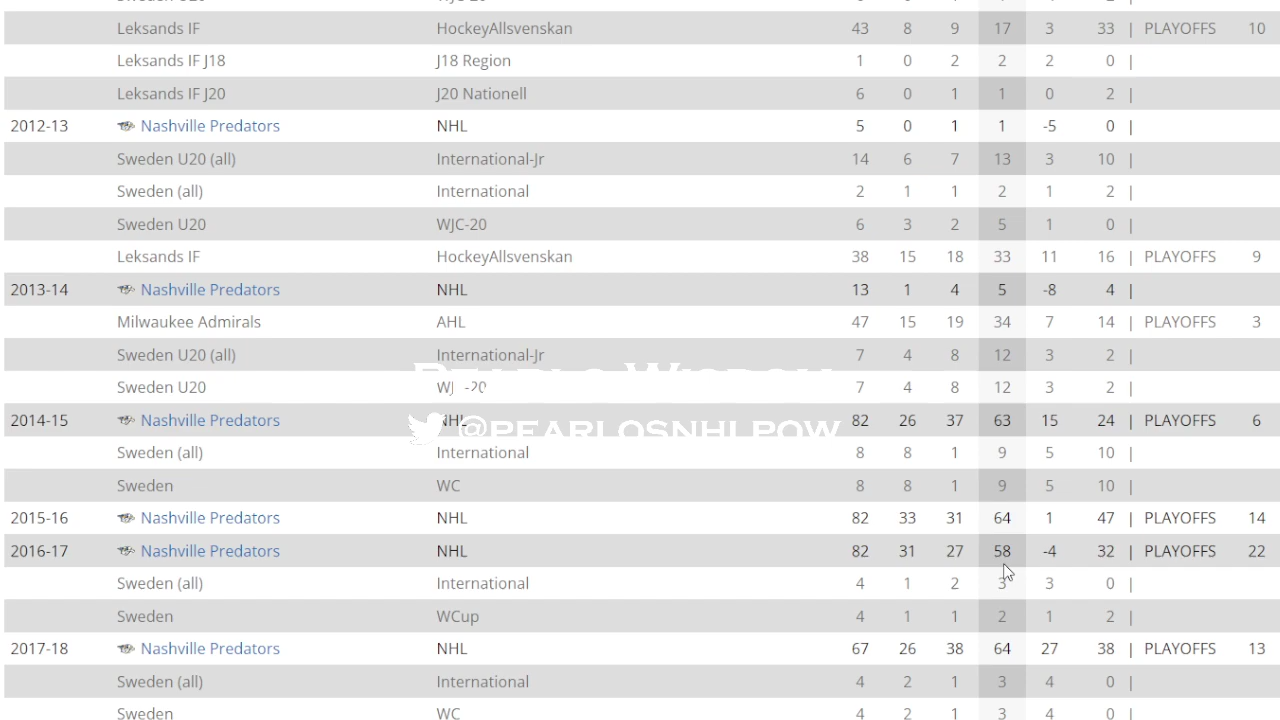 Leksands IF HockeyAllsvenskan 43 8 9 17 3 33 | PLAYOFFS 10
Leksands IF J18 J18 Region 1 0 2 2 2 0 |
Leksands IF J20 J20 Nationell 6 0 1 1 0 2 |
2012-13 Nashville Predators NHL 5 0 1 1 -5 0 |
Sweden U20 (all) International-Jr 14 6 7 13 3 10 |
Sweden (all) International 2 1 1 2 1 2 |
Sweden U20 WJC-20 6 3 2 5 1 0 |
Leksands IF HockeyAllsvenskan 38 15 18 33 11 16 | PLAYOFFS 9
2013-14 Nashville Predators NHL 13 1 4 5 -8 4 |
Milwaukee Admirals AHL 47 15 19 34 7 14 | PLAYOFFS 3
Sweden U20 (all) International-Jr 7 4 8 12 3 2 |
Pearlo Wisdom
Sweden U20 WJC-20 7 4 8 12 3 2 |
2014-15 Nashville Predators NHL 82 26 37 63 15 24 | PLAYOFFS 6
@PEARLOSNHLPOW
Sweden (all) International 8 8 1 9 5 10 |
Sweden WC 8 8 1 9 5 10 |
2015-16 Nashville Predators NHL 82 33 31 64 1 47 | PLAYOFFS 14
2016-17 Nashville Predators NHL 82 31 27 58 -4 32 | PLAYOFFS 22
Sweden (all) International 4 1 2 3 3 0 |
Sweden WCup 4 1 1 2 1 2 |
2017-18 Nashville Predators NHL 67 26 38 64 27 38 | PLAYOFFS 13
Sweden (all) International 4 2 1 3 4 0 |
Sweden WC 4 2 1 3 4 0 |